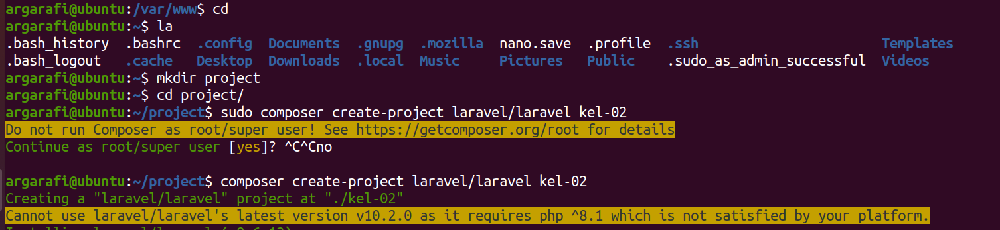 argarafi@ubuntu:/var/www$ cd
argarafi@ubuntu:~$ la
.bash_history .bashrc .config Documents .gnupg .mozilla nano.save .profile .ssh Templates
.bash_logout .cache Desktop Downloads .local Music Pictures Public .sudo_as_admin_successful Videos
argarafi@ubuntu:~$ mkdir project
argarafi@ubuntu:~$ cd project/
argarafi@ubuntu:~/project$ sudo composer create-project laravel/laravel kel-02
Do not run Composer as root/super user! See https://getcomposer.org/root for details
Continue as root/super user [yes]? ^C^Cno
argarafi@ubuntu:~/project$ composer create-project laravel/laravel kel-02
Creating a "laravel/laravel" project at "./kel-02"
Cannot use laravel/laravel's latest version v10.2.0 as it requires php ^8.1 which is not satisfied by your platform.